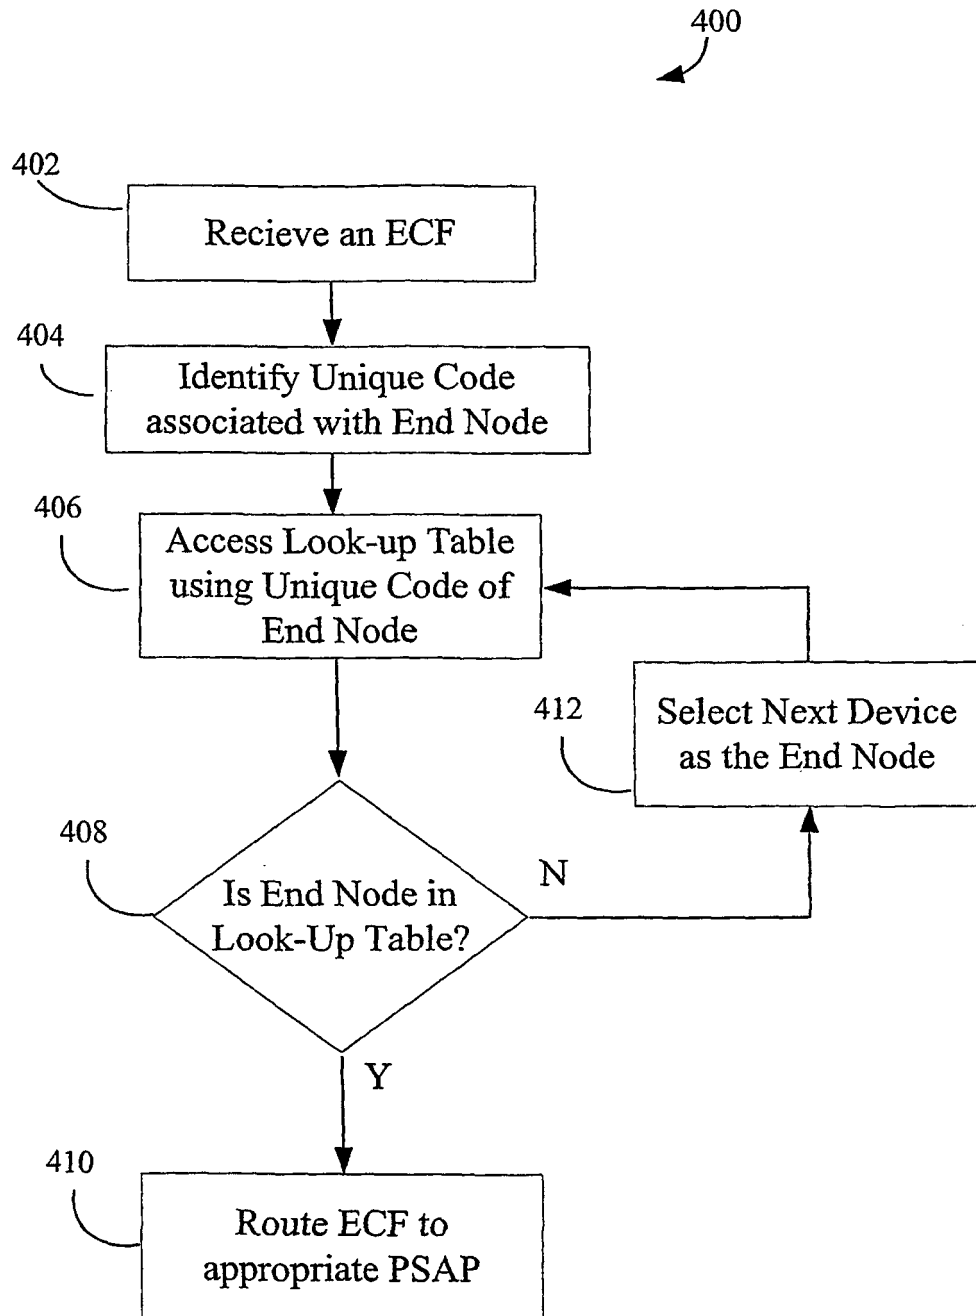 400
402
Recieve an ECF
404
Identify Unique Code
associated with End Node
406
Access Look-up Table
using Unique Code of
End Node
412
Select Next Device
as the End Node
408
Is End Node in
Look-Up Table?
N
Y
410
Route ECF to
appropriate PSAP